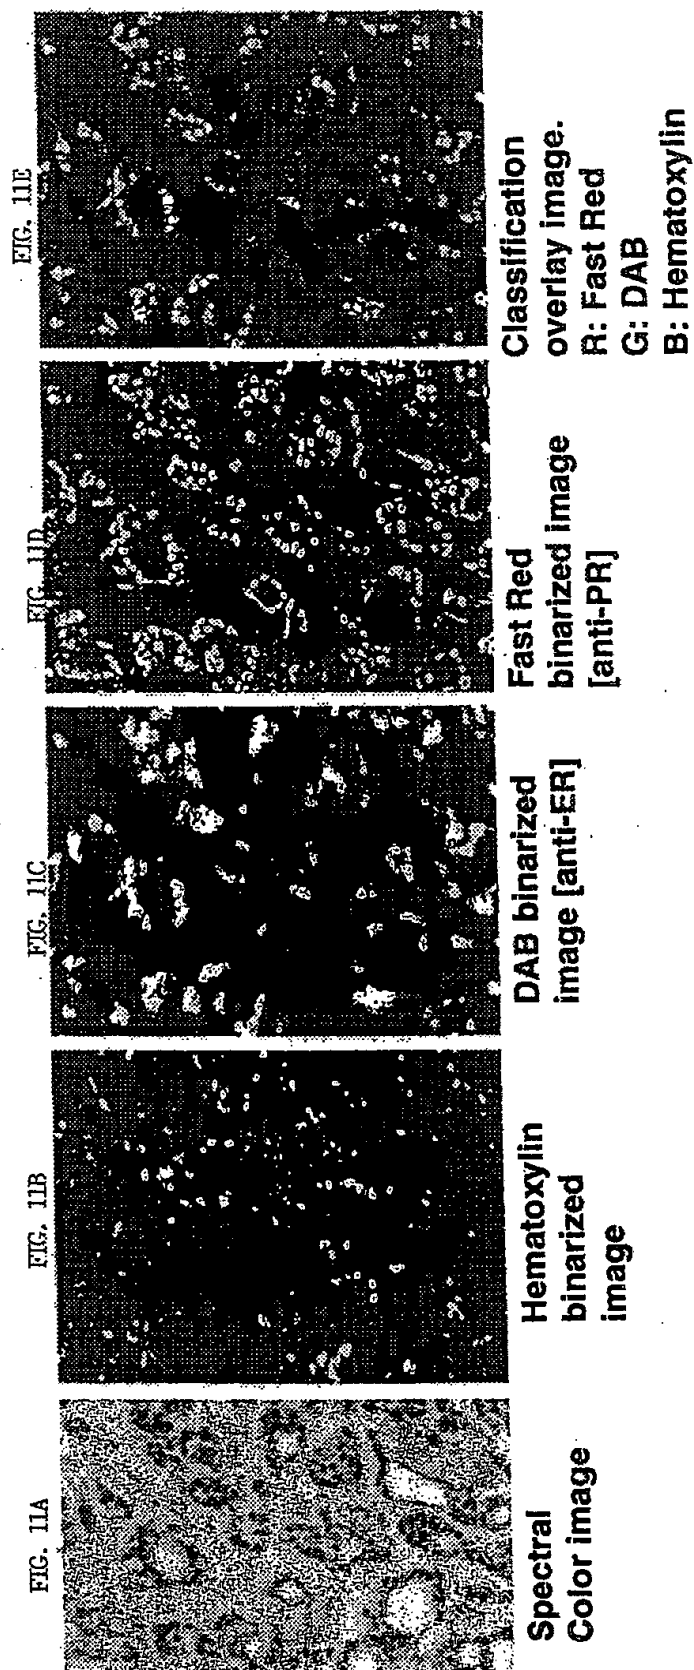 FIG. 11A
Spectral
Color image
FIG. 11B
Hematoxylin
binarized
image
FIG. 11C
DAB binarized
image [anti-ER]
FIG. 11D
Fast Red
binarized image
[anti-PR]
FIG. 11E
Classification
overlay image.
R: Fast Red
G: DAB
B: Hematoxylin